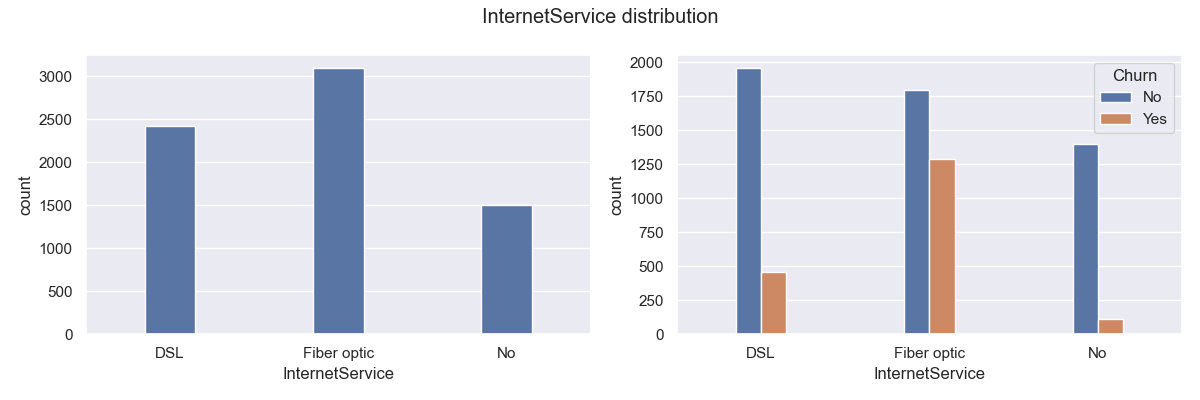 InternetService distribution
3000
2500
2000
1500
1000
500
0
count
DSL
Fiber optic
No
InternetService
2000
1750
1500
1250
1000
750
500
250
0
count
DSL
Fiber optic
No
InternetService
Churn
No
Yes